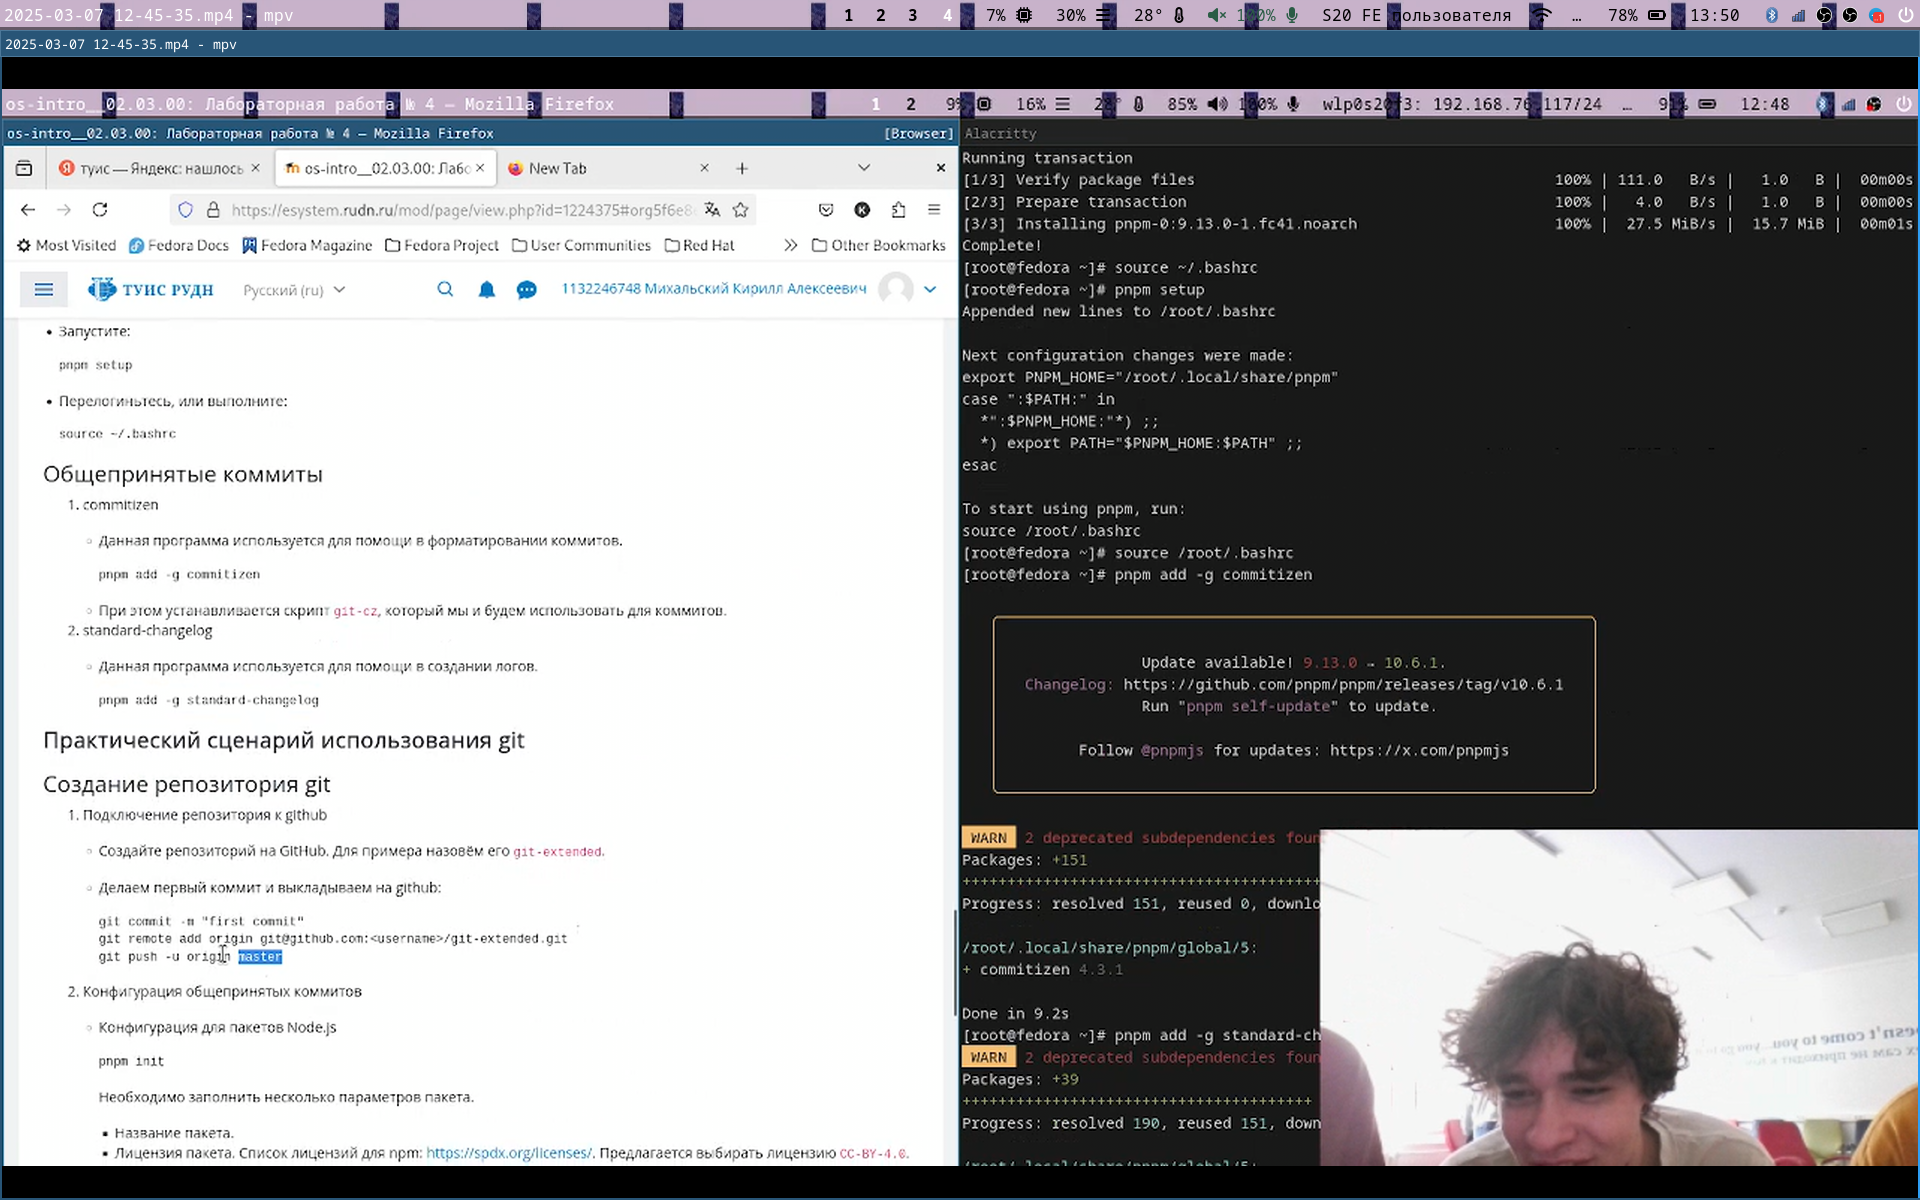 2025-03-07 12-45-35.mp4 - mpv
1 2 3 4 7% 30% 28° 100% S20 FE пользователя … 78% 13:50
2025-03-07 12-45-35.mp4 - mpv
os-intro__02.03.00: Лабораторная работа № 4 — Mozilla Firefox
1 2 9% 16% 28° 85% 100% wlp0s20f3: 192.168.76.117/24 … 91% 12:48
os-intro__02.03.00: Лабораторная работа № 4 — Mozilla Firefox [Browser]
туис — Яндекс: нашлось
os-intro__02.03.00: Лабо
New Tab
https://esystem.rudn.ru/mod/page/view.php?id=1224375#org5f6e8
Most Visited Fedora Docs Fedora Magazine Fedora Project User Communities Red Hat Other Bookmarks
ТУИС РУДН Русский (ru) 1132246748 Михальский Кирилл Алексеевич
• Запустите:
pnpm setup
• Перелогиньтесь, или выполните:
source ~/.bashrc
Общепринятые коммиты
1. commitizen
Данная программа используется для помощи в форматировании коммитов.
pnpm add -g commitizen
При этом устанавливается скрипт git-cz, который мы и будем использовать для коммитов.
2. standard-changelog
Данная программа используется для помощи в создании логов.
pnpm add -g standard-changelog
Практический сценарий использования git
Создание репозитория git
1. Подключение репозитория к github
Создайте репозиторий на GitHub. Для примера назовём его git-extended.
Делаем первый коммит и выкладываем на github:
git commit -m "first commit"
git remote add origin git@github.com:<username>/git-extended.git
git push -u origin master
2. Конфигурация общепринятых коммитов
Конфигурация для пакетов Node.js
pnpm init
Необходимо заполнить несколько параметров пакета.
▪ Название пакета.
▪ Лицензия пакета. Список лицензий для npm: https://spdx.org/licenses/. Предлагается выбирать лицензию CC-BY-4.0.
Alacritty
Running transaction
[1/3] Verify package files 100% | 111.0 B/s | 1.0 B | 00m00s
[2/3] Prepare transaction 100% | 4.0 B/s | 1.0 B | 00m00s
[3/3] Installing pnpm-0:9.13.0-1.fc41.noarch 100% | 27.5 MiB/s | 15.7 MiB | 00m01s
Complete!
[root@fedora ~]# source ~/.bashrc
[root@fedora ~]# pnpm setup
Appended new lines to /root/.bashrc
Next configuration changes were made:
export PNPM_HOME="/root/.local/share/pnpm"
case ":$PATH:" in
*":$PNPM_HOME:"*) ;;
*) export PATH="$PNPM_HOME:$PATH" ;;
esac
To start using pnpm, run:
source /root/.bashrc
[root@fedora ~]# source /root/.bashrc
[root@fedora ~]# pnpm add -g commitizen
Update available! 9.13.0 → 10.6.1.
Changelog: https://github.com/pnpm/pnpm/releases/tag/v10.6.1
Run "pnpm self-update" to update.
Follow @pnpmjs for updates: https://x.com/pnpmjs
WARN 2 deprecated subdependencies foun
Packages: +151
++++++++++++++++++++++++++++++++++++++++
Progress: resolved 151, reused 0, downlo
/root/.local/share/pnpm/global/5:
+ commitizen 4.3.1
Done in 9.2s
[root@fedora ~]# pnpm add -g standard-ch
WARN 2 deprecated subdependencies foun
Packages: +39
+++++++++++++++++++++++++++++++++++++++
Progress: resolved 190, reused 151, down